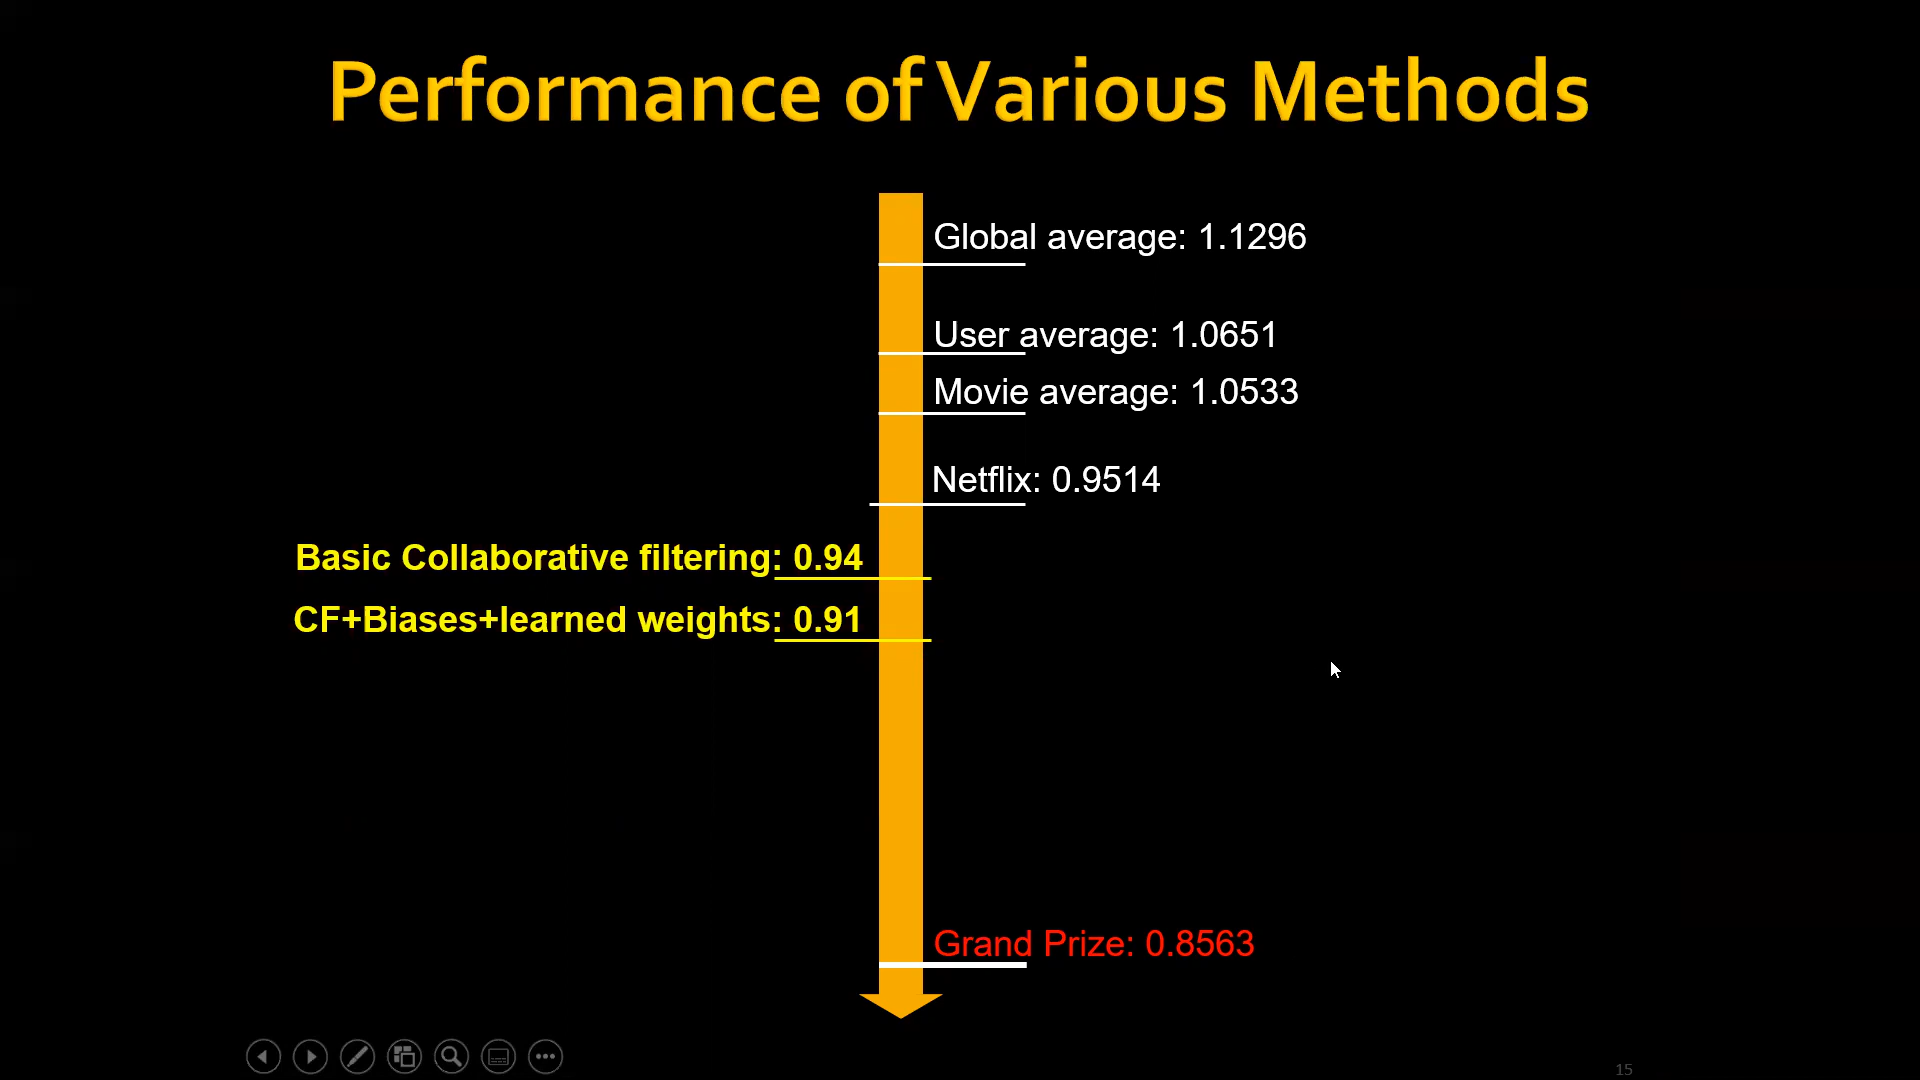 Performance of Various Methods
Global average: 1.1296
User average: 1.0651
Movie average: 1.0533
Netflix: 0.9514
Basic Collaborative filtering: 0.94
CF+Biases+learned weights: 0.91
Grand Prize: 0.8563
15